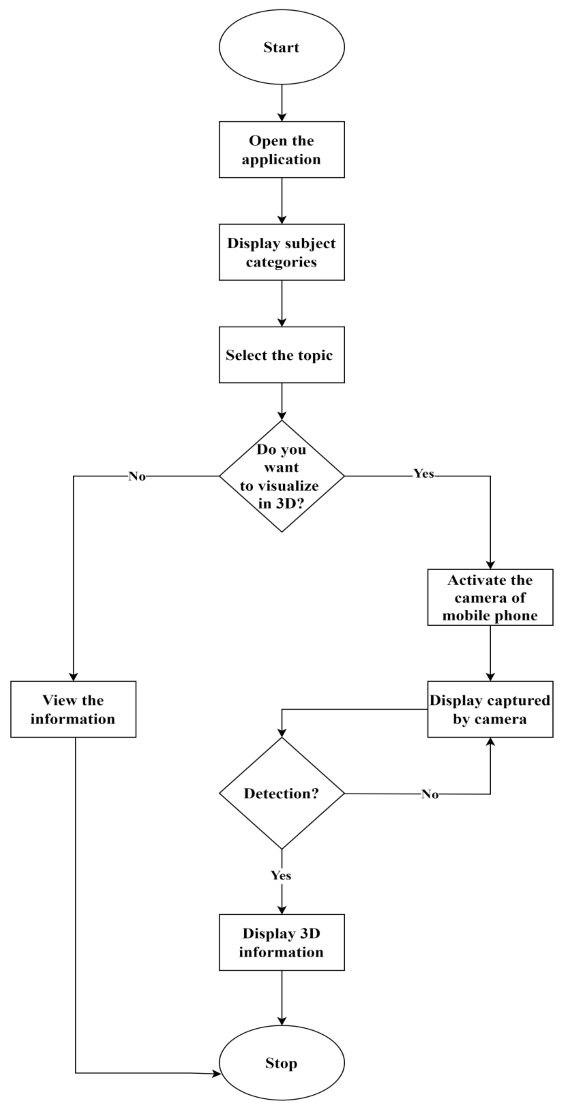 Start
Open the
application
Display subject
categories
Select the topic
Do you
want
to visualize
in 3D?
No
Yes
Activate the
camera of
mobile phone
View the
information
Display captured
by camera
Detection?
No
Yes
Display 3D
information
Stop